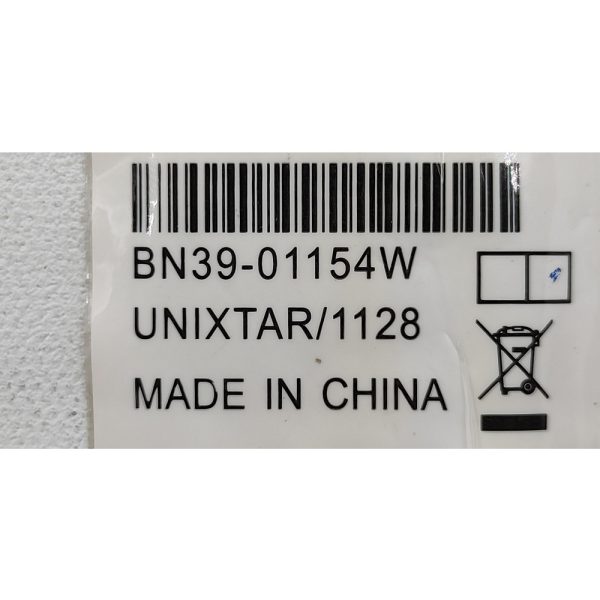 BN39-01154W
UNIXTAR/1128
MADE IN CHINA